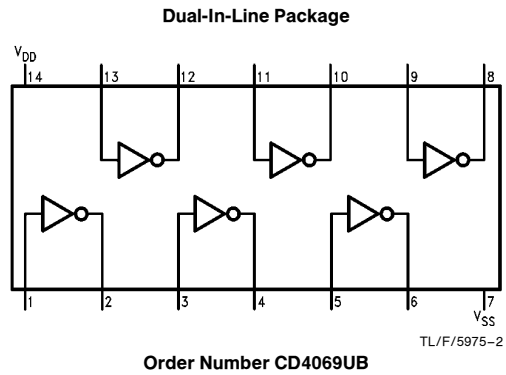 Dual-In-Line Package
VDD
14 13 12 11 10 9 8
1 2 3 4 5 6 7
VSS
TL/F/5975-2
Order Number CD4069UB